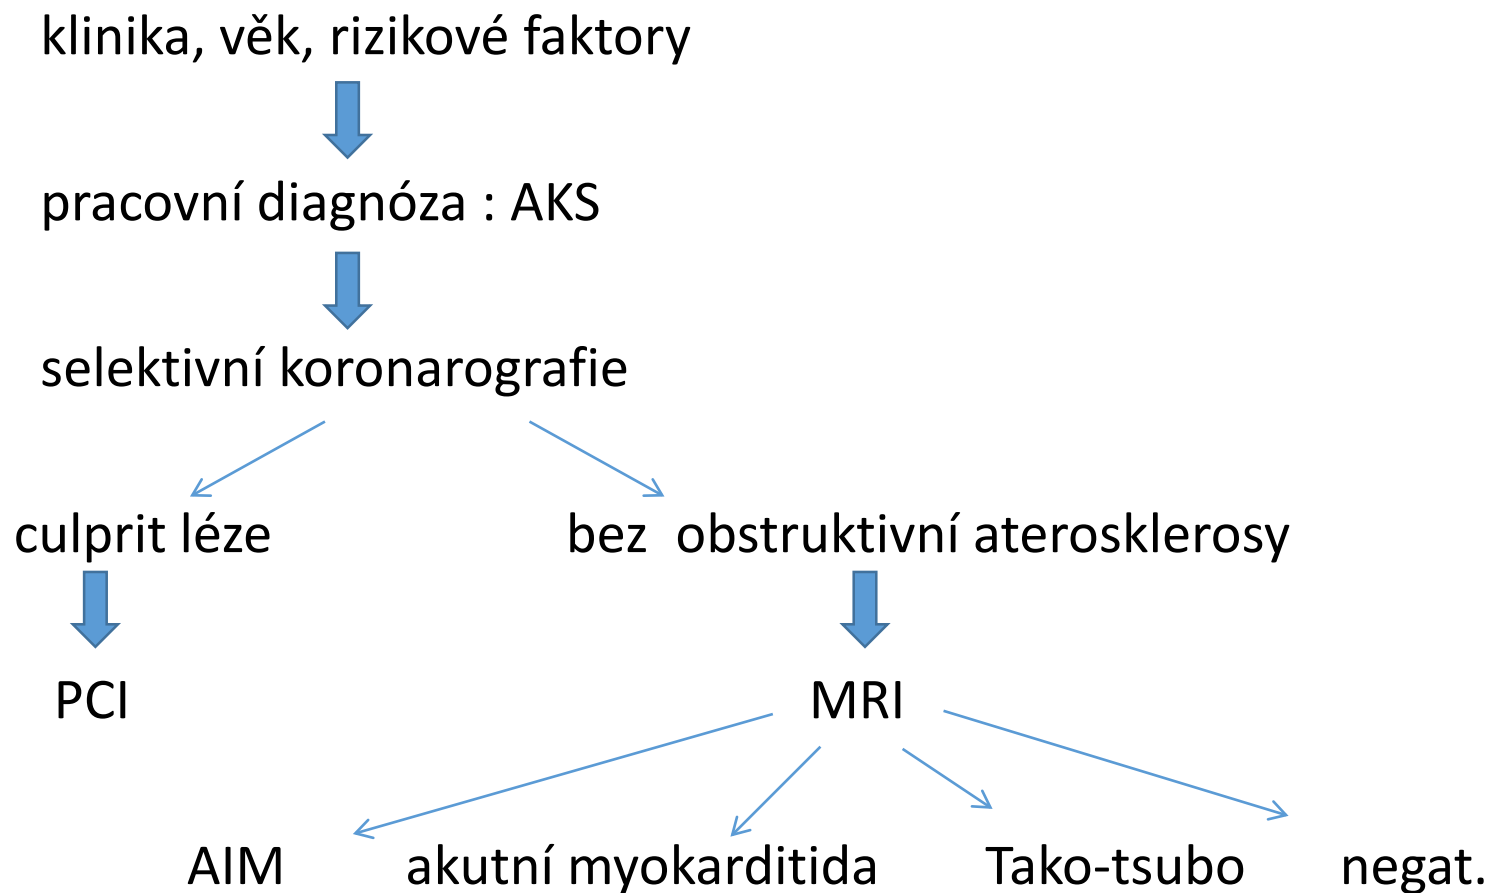 klinika, věk, rizikové faktory
pracovní diagnóza : AKS
selektivní koronarografie
culprit léze
bez  obstruktivní aterosklerosy
PCI
MRI
AIM
akutní myokarditida
Tako-tsubo
negat.